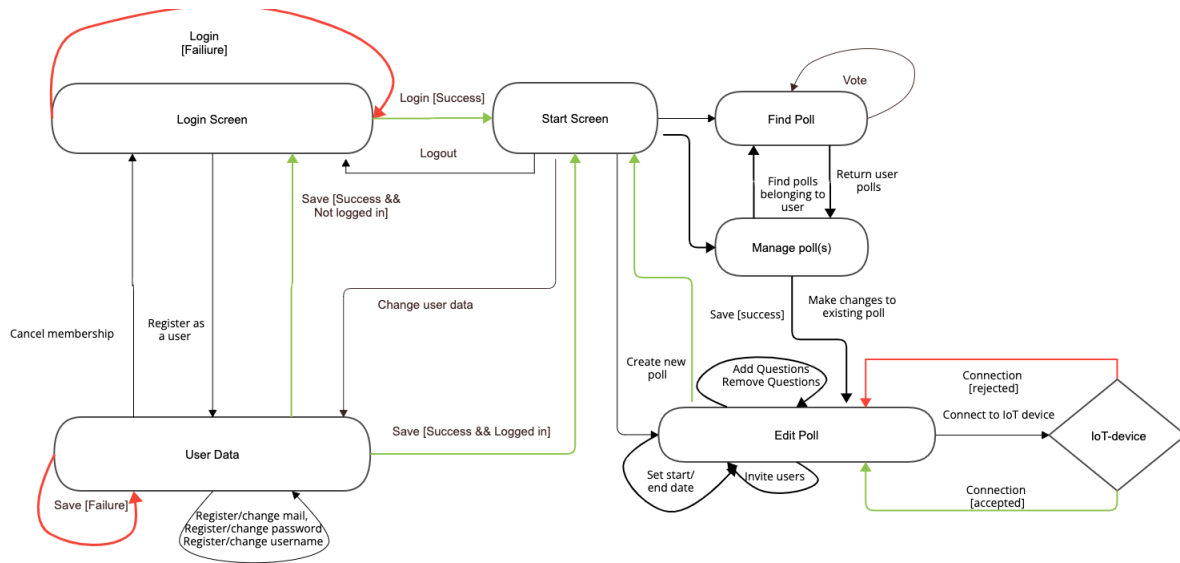 Login
[Failiure]
Login Screen
Login [Success]
Start Screen
Find Poll
Vote
Logout
Save [Success &&
Not logged in]
Find polls
belonging to
user
Return user
polls
Manage poll(s)
Cancel membership
Register as
a user
Change user data
Save [success]
Make changes to
existing poll
Create new
poll
Add Questions
Remove Questions
Connection
[rejected]
Connect to IoT device
IoT-device
User Data
Save [Success && Logged in]
Edit Poll
Set start/
end date
Invite users
Connection
[accepted]
Save [Failure]
Register/change mail,
Register/change password
Register/change username